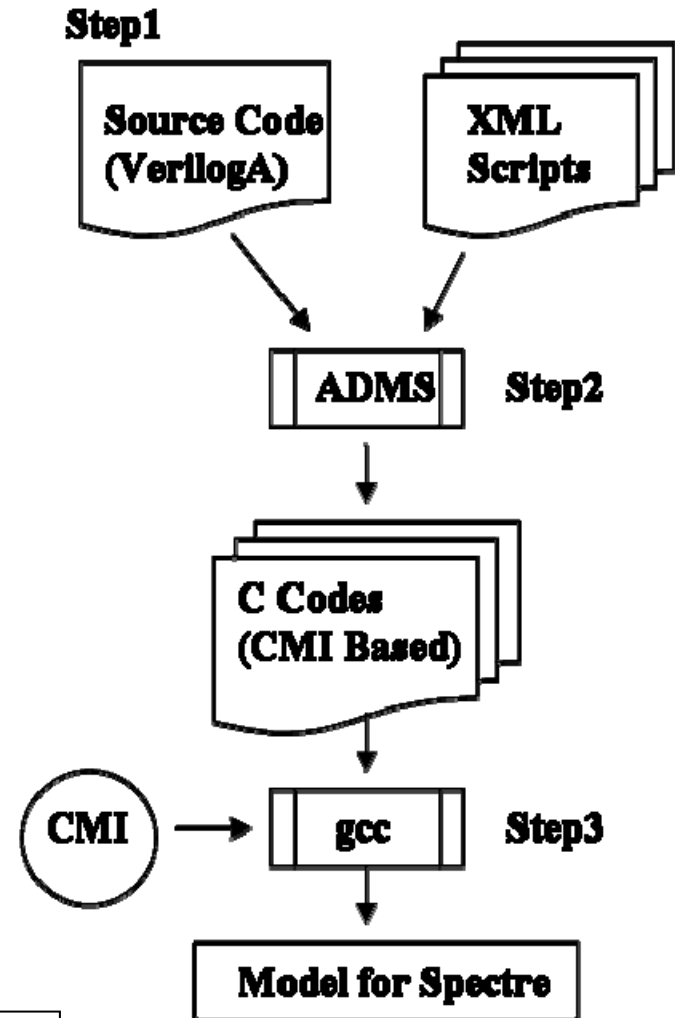 Step1
Source Code
(VerilogA)
XML
Scripts
ADMS
Step2
C Codes
(CMI Based)
CMI
gcc
Step3
Model for Spectre